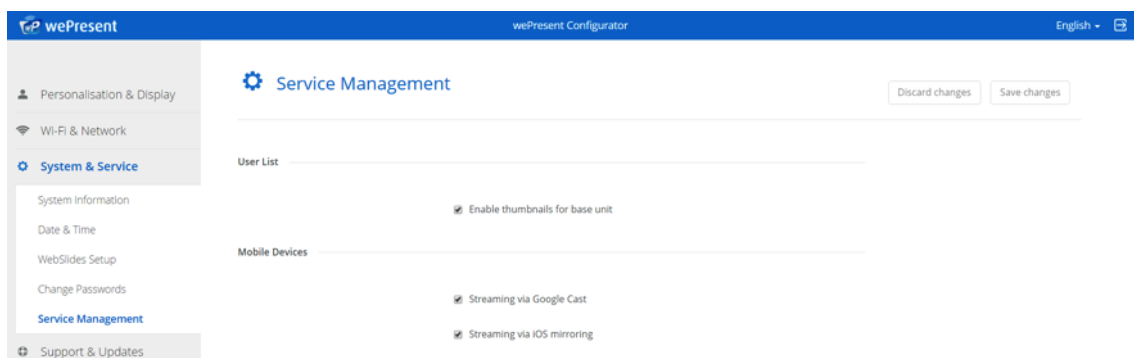 wePresent
wePresent Configurator
English
Personalisation & Display
Wi-Fi & Network
System & Service
System Information
Date & Time
WebSlides Setup
Change Passwords
Service Management
Support & Updates
Service Management
Discard changes
Save changes
User List
Enable thumbnails for base unit
Mobile Devices
Streaming via Google Cast
Streaming via iOS mirroring